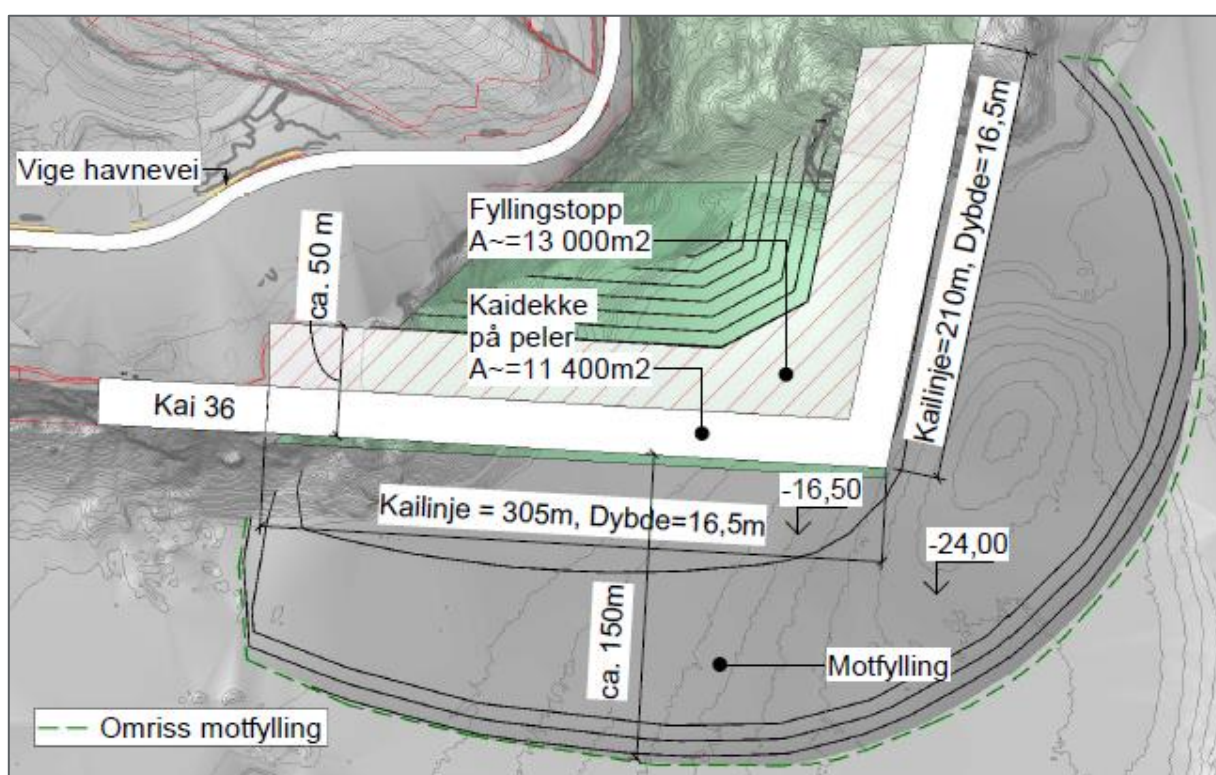 Vige havnevei
ca. 50 m
Fyllingstopp
A~=13 000m2
Kaidekke
på peler
A~=11 400m2
Kailinje=210m, Dybde=16,5m
Kai 36
-16,50
Kailinje = 305m, Dybde=16,5m
-24,00
ca. 150m
Motfylling
Omriss motfylling